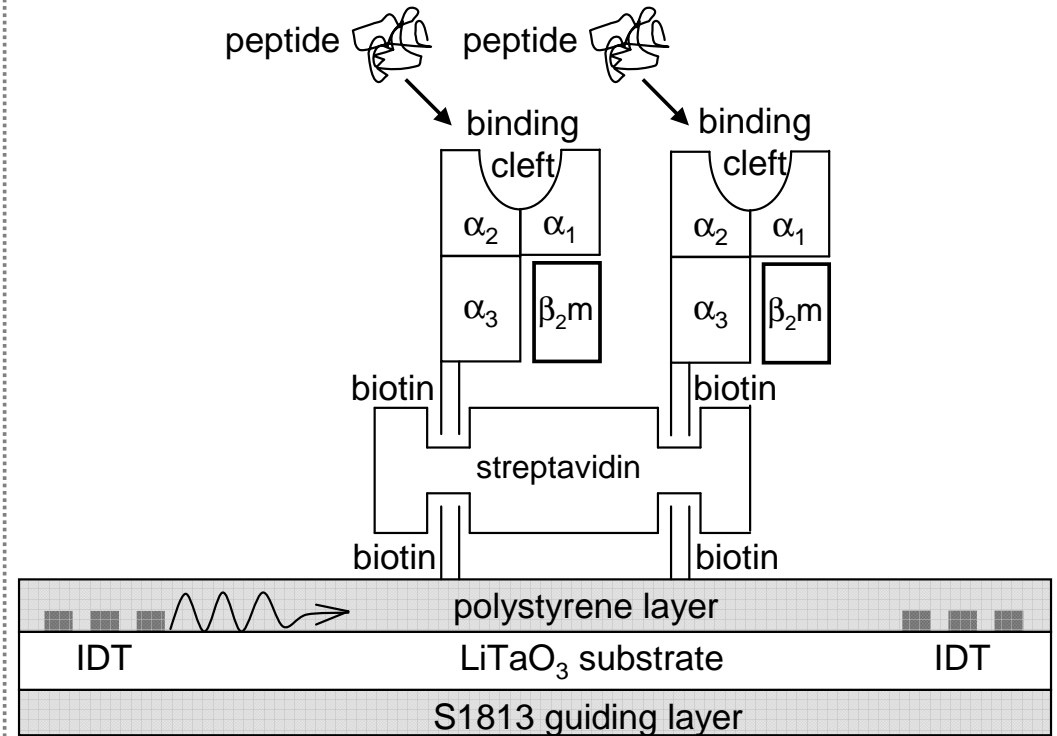 peptide peptide
binding binding
cleft cleft
α₂ α₁ α₂ α₁
α₃ β₂m α₃ β₂m
biotin biotin
streptavidin
biotin biotin
polystyrene layer
IDT LiTaO₃ substrate IDT
S1813 guiding layer